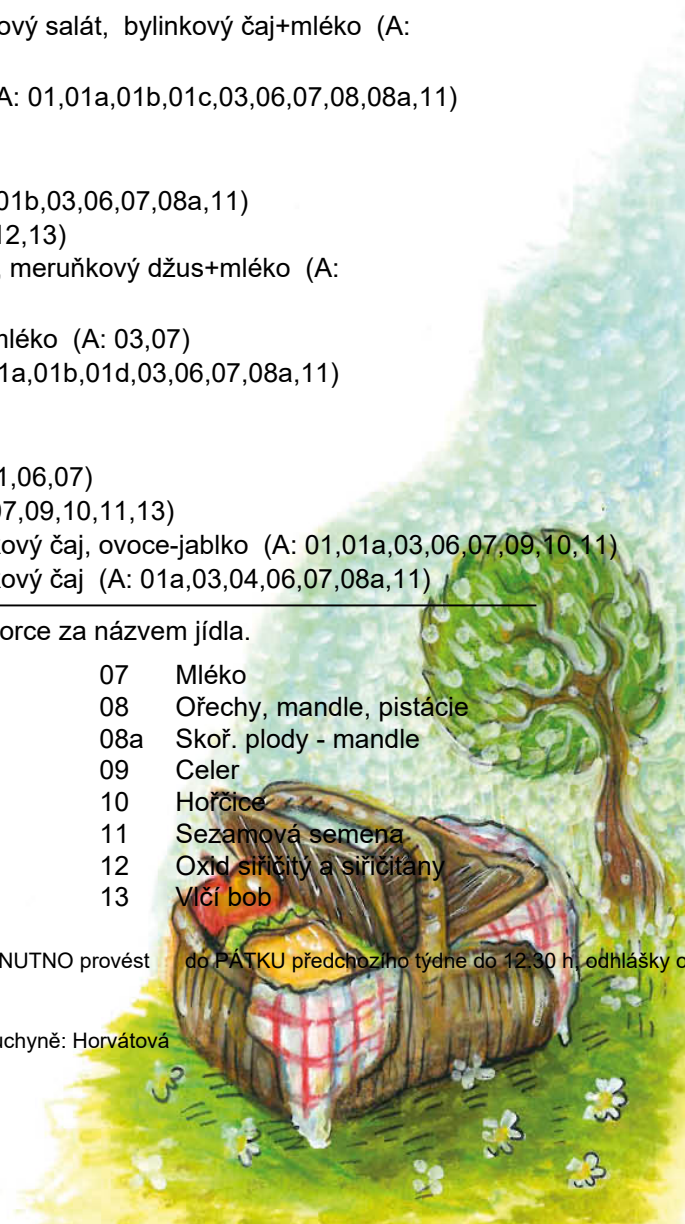 ový salát,  bylinkový čaj+mléko  (A:
A: 01,01a,01b,01c,03,06,07,08,08a,11)
01b,03,06,07,08a,11)
12,13)
, meruňkový džus+mléko  (A:
mléko  (A: 03,07)
1a,01b,01d,03,06,07,08a,11)
1,06,07)
07,09,10,11,13)
kový čaj, ovoce-jablko  (A: 01,01a,03,06,07,09,10,11)
kový čaj  (A: 01a,03,04,06,07,08a,11)
orce za názvem jídla.
07 Mléko
08 Ořechy, mandle, pistácie
08a Skoř. plody - mandle
09 Celer
10 Hořčice
11 Sezamová semena
12 Oxid siřičitý a siřičitany
13 Vlčí bob
NUTNO provést do PÁTKU předchozího týdne do 12.30 h, odhlášky o
uchyně: Horvátová